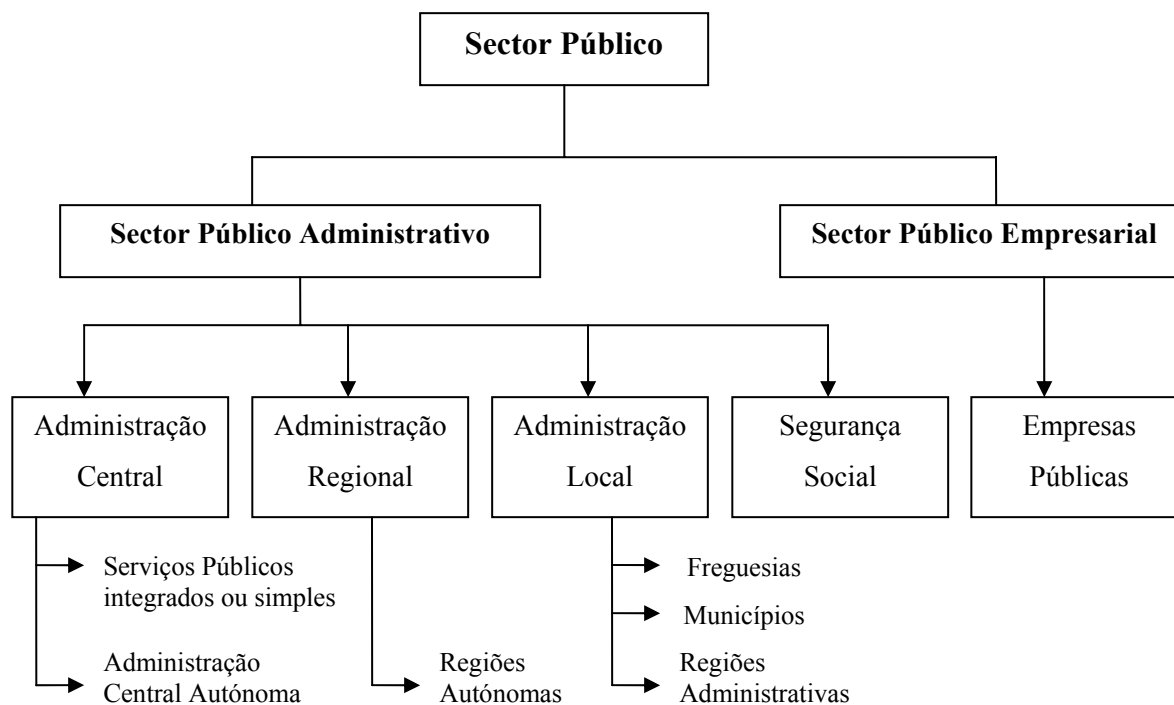 Sector Público
Sector Público Administrativo
Sector Público Empresarial
Administração
Central
Administração
Regional
Administração
Local
Segurança
Social
Empresas
Públicas
Serviços Públicos
integrados ou simples
Administração
Central Autónoma
Regiões
Autónomas
Freguesias
Municípios
Regiões
Administrativas